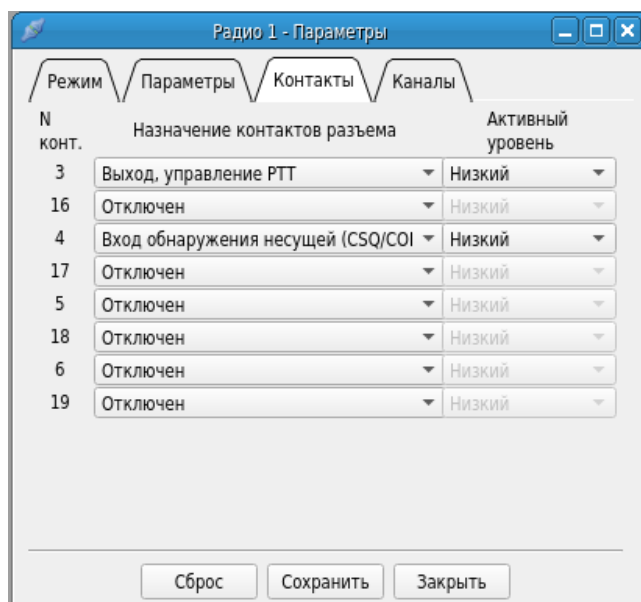 Радио 1 - Параметры
Режим Параметры Контакты Каналы
N конт. Назначение контактов разъема Активный уровень
3 Выход, управление PTT Низкий
16 Отключен Низкий
4 Вход обнаружения несущей (CSQ/COI Низкий
17 Отключен Низкий
5 Отключен Низкий
18 Отключен Низкий
6 Отключен Низкий
19 Отключен Низкий
Сброс Сохранить Закрыть